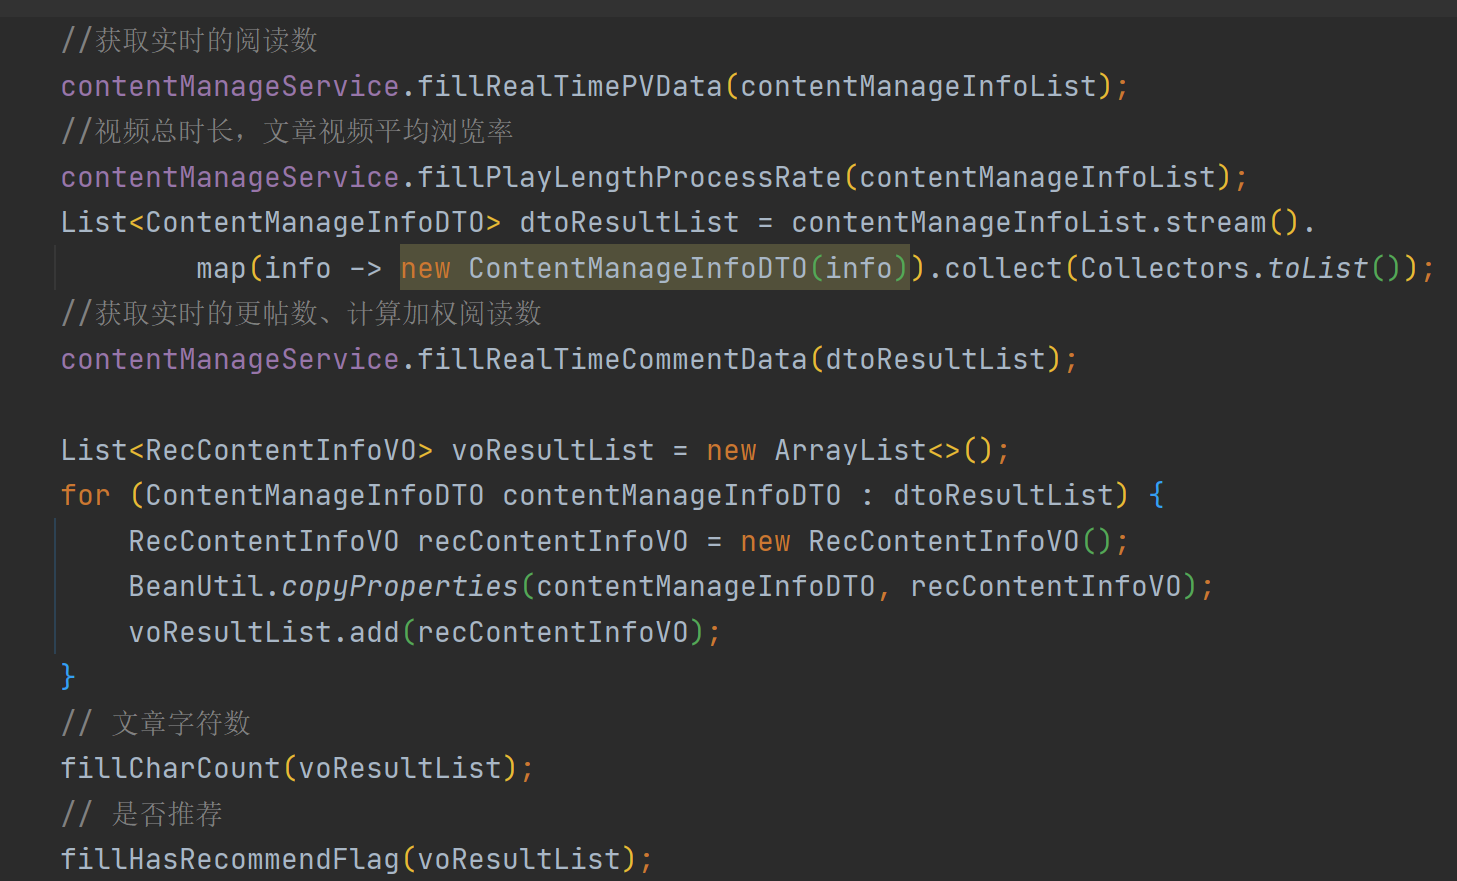 //获取实时的阅读数
contentManageService.fillRealTimePVData(contentManageInfoList);
//视频总时长，文章视频平均浏览率
contentManageService.fillPlayLengthProcessRate(contentManageInfoList);
List<ContentManageInfoDTO> dtoResultList = contentManageInfoList.stream().
map(info -> new ContentManageInfoDTO(info)).collect(Collectors.toList());
//获取实时的更帖数、计算加权阅读数
contentManageService.fillRealTimeCommentData(dtoResultList);
List<RecContentInfoVO> voResultList = new ArrayList<>();
for (ContentManageInfoDTO contentManageInfoDTO : dtoResultList) {
RecContentInfoVO recContentInfoVO = new RecContentInfoVO();
BeanUtil.copyProperties(contentManageInfoDTO, recContentInfoVO);
voResultList.add(recContentInfoVO);
}
// 文章字符数
fillCharCount(voResultList);
// 是否推荐
fillHasRecommendFlag(voResultList);